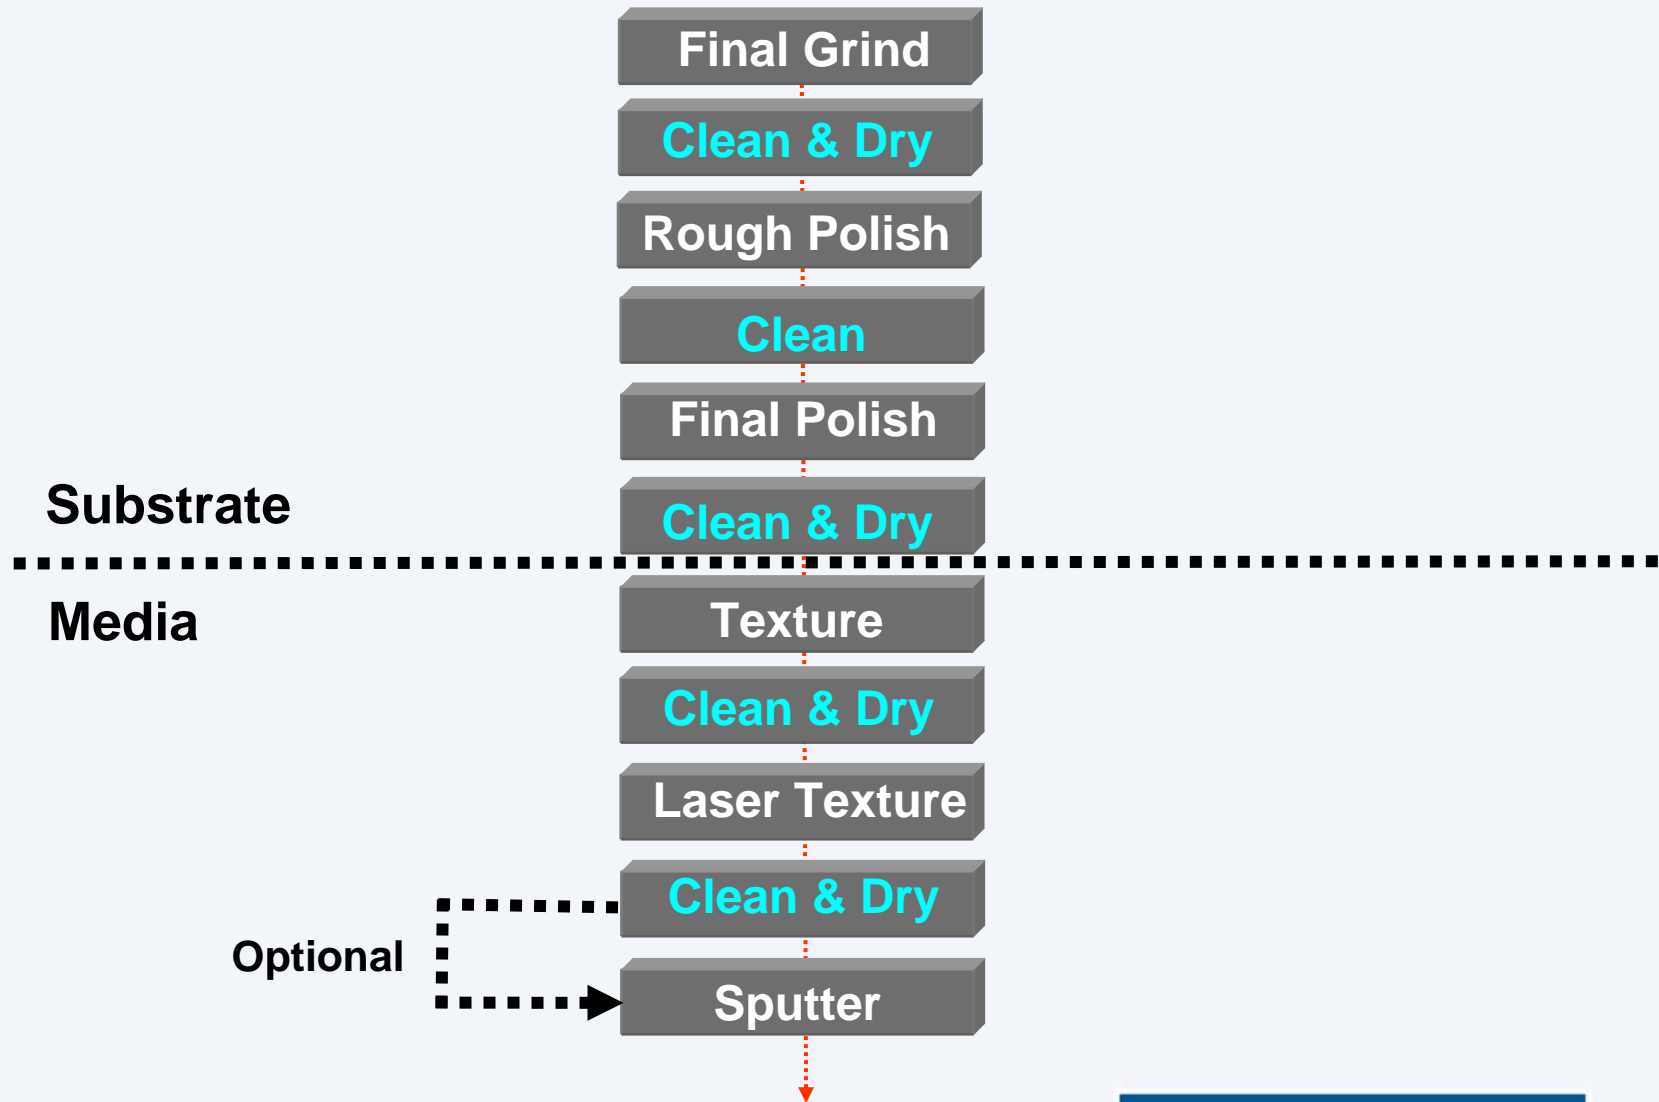 Final Grind
Clean & Dry
Rough Polish
Clean
Final Polish
Substrate
Clean & Dry
Media
Texture
Clean & Dry
Laser Texture
Clean & Dry
Optional
Sputter